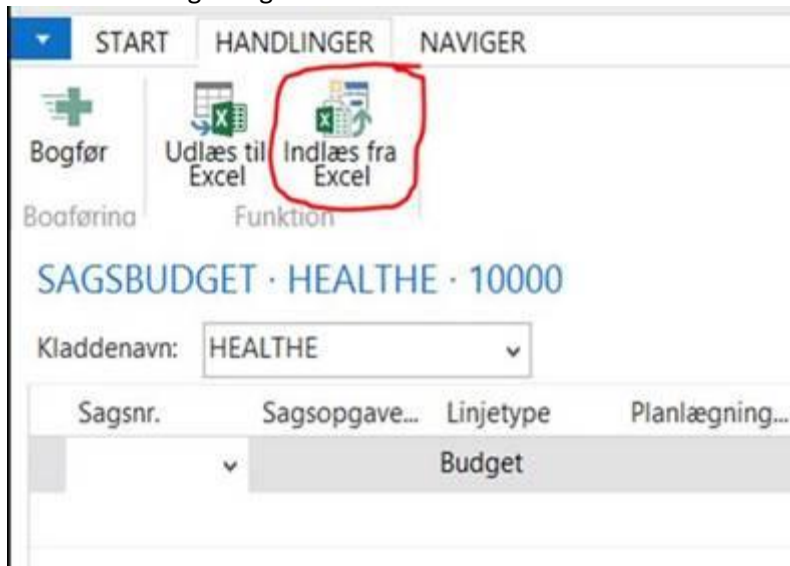 START HANDLINGER NAVIGER
Bogfør Udlæs til Excel Indlæs fra Excel
Bogføring Funktion
SAGSBUDGET · HEALTHE · 10000
Kladdenavn: HEALTHE
Sagsnr. Sagsopgave... Linjetype Planlægning...
Budget